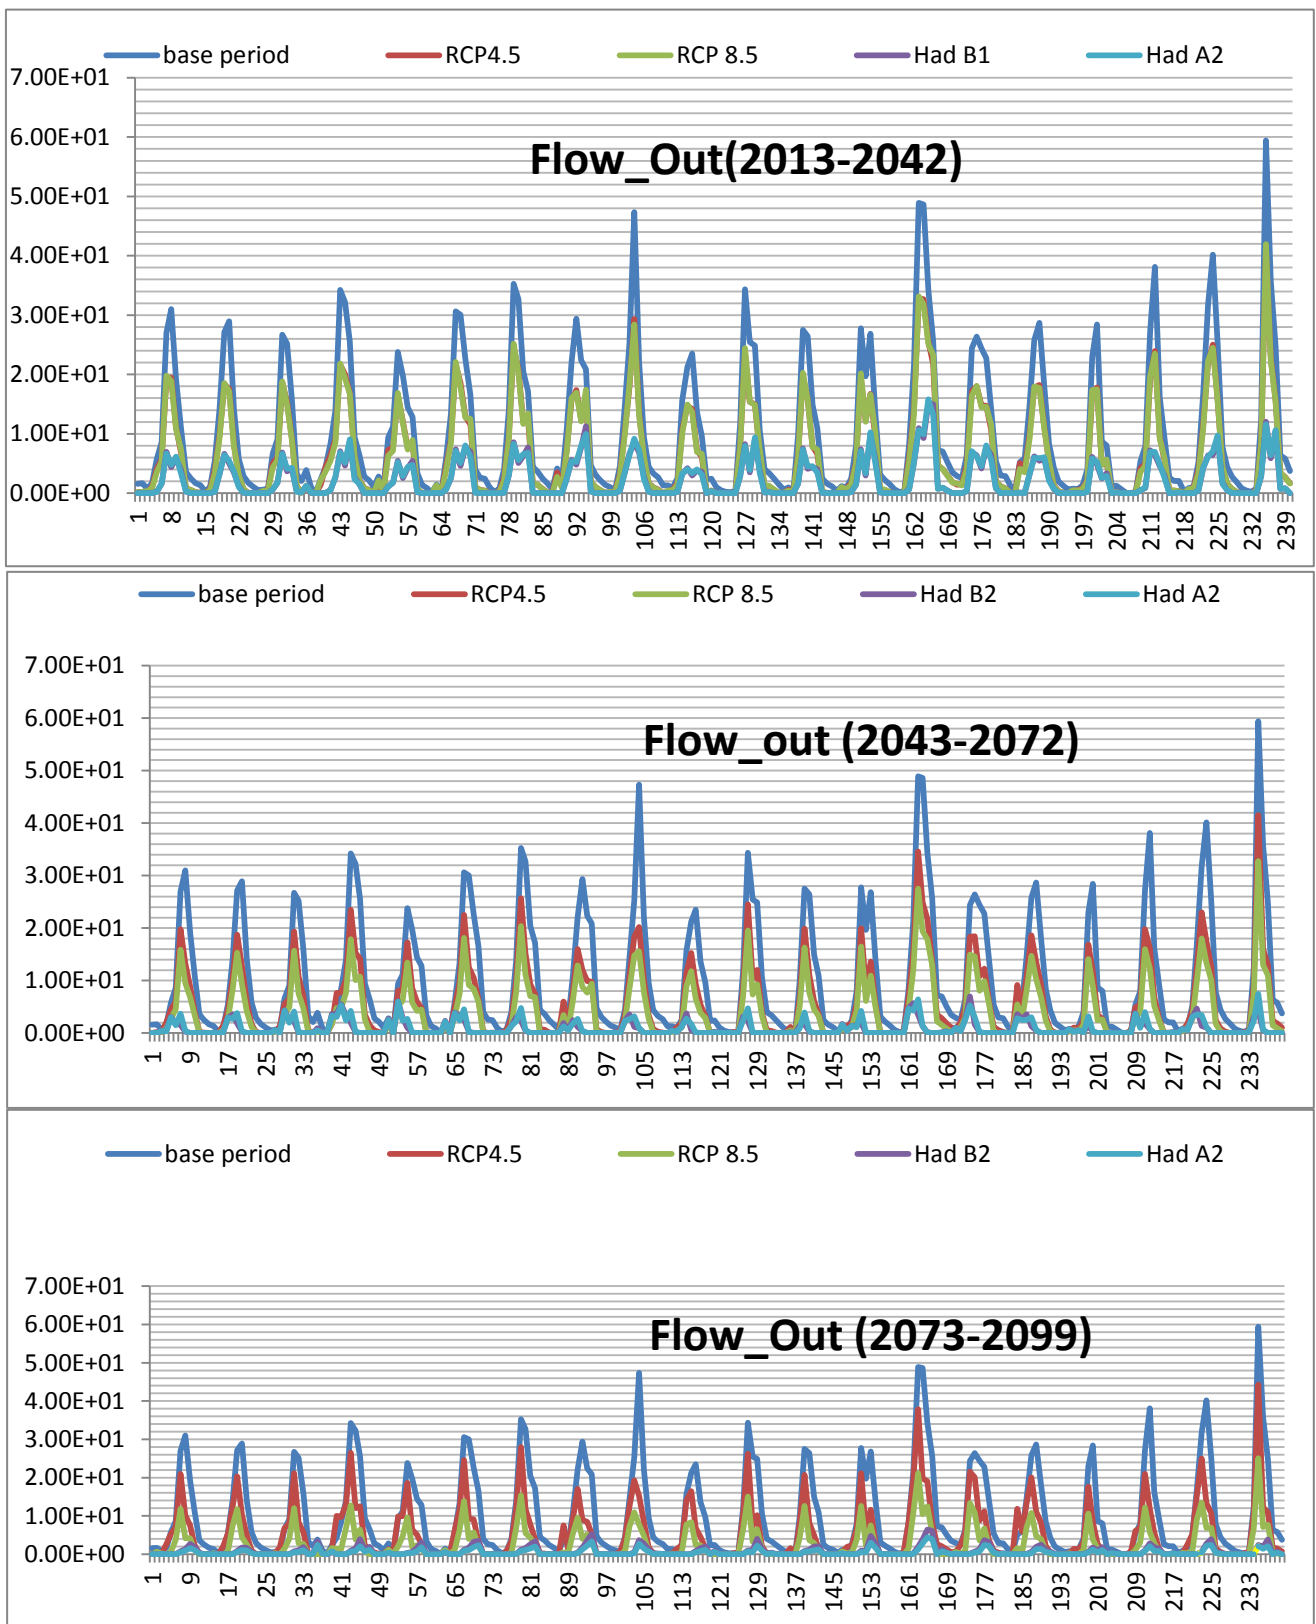 base period RCP4.5 RCP 8.5 Had B1 Had A2
7.00E+01
Flow_Out(2013-2042)
6.00E+01
5.00E+01
4.00E+01
3.00E+01
2.00E+01
1.00E+01
0.00E+00
1 8 15 22 29 36 43 50 57 64 71 78 85 92 99 106 113 120 127 134 141 148 155 162 169 176 183 190 197 204 211 218 225 232 239
base period RCP4.5 RCP 8.5 Had B2 Had A2
7.00E+01
Flow_out (2043-2072)
6.00E+01
5.00E+01
4.00E+01
3.00E+01
2.00E+01
1.00E+01
0.00E+00
1 9 17 25 33 41 49 57 65 73 81 89 97 105 113 121 129 137 145 153 161 169 177 185 193 201 209 217 225 233
base period RCP4.5 RCP 8.5 Had B2 Had A2
7.00E+01
Flow_Out (2073-2099)
6.00E+01
5.00E+01
4.00E+01
3.00E+01
2.00E+01
1.00E+01
0.00E+00
1 9 17 25 33 41 49 57 65 73 81 89 97 105 113 121 129 137 145 153 161 169 177 185 193 201 209 217 225 233